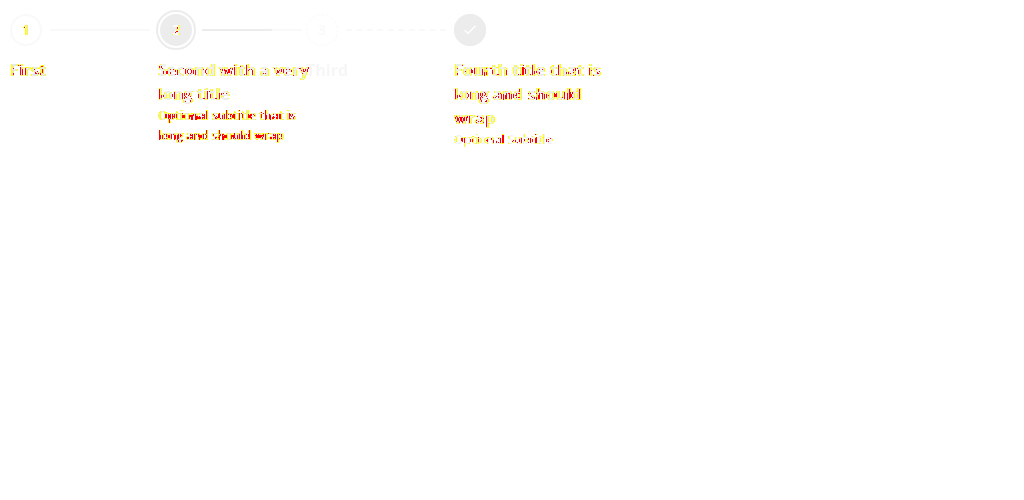 1
2
3
First
Second with a very
Third
long title
Optional subtitle that is
long and should wrap
Fourth title that is
long and should
wrap
Optional subtitle